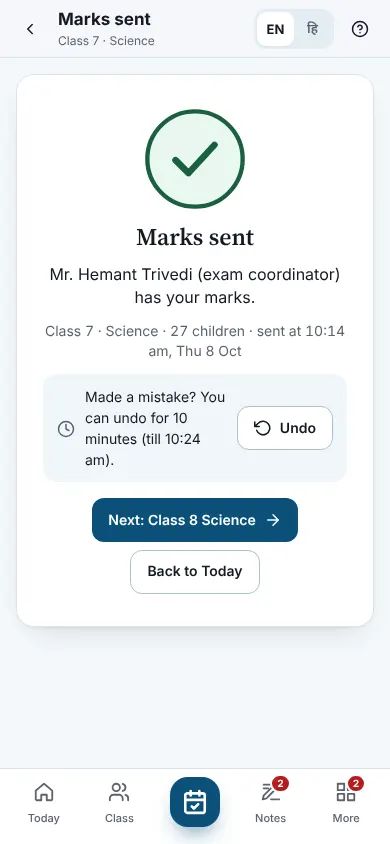 Marks sent
Class 7 · Science
EN
हि
Marks sent
Mr. Hemant Trivedi (exam coordinator)
has your marks.
Class 7 · Science · 27 children · sent at 10:14
am, Thu 8 Oct
Made a mistake? You
can undo for 10
minutes (till 10:24
am).
Undo
Next: Class 8 Science
Back to Today
Today
Class
2
Notes
2
More